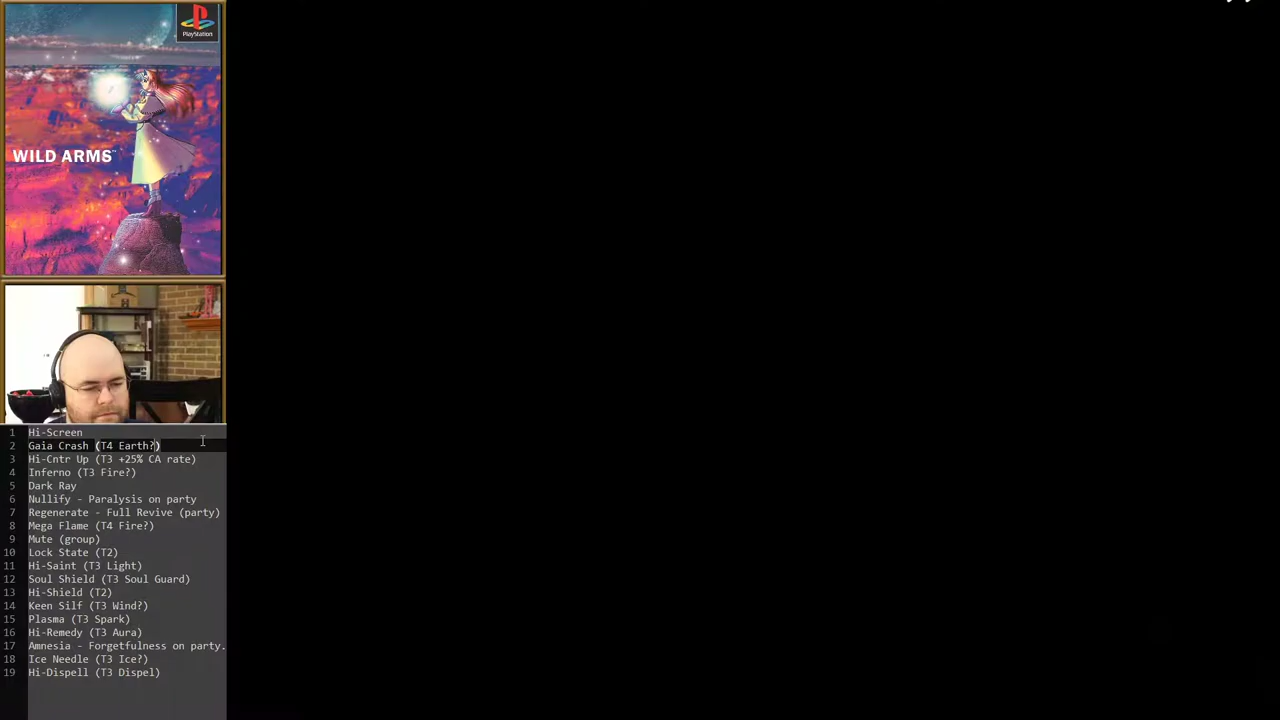 PlayStation
WILD ARMS™
1 Hi-Screen
2 Gaia Crash (T4 Earth?)
3 Hi-Cntr Up (T3 +25% CA rate)
4 Inferno (T3 Fire?)
5 Dark Ray
6 Nullify - Paralysis on party
7 Regenerate - Full Revive (party)
8 Mega Flame (T4 Fire?)
9 Mute (group)
10 Lock State (T2)
11 Hi-Saint (T3 Light)
12 Soul Shield (T3 Soul Guard)
13 Hi-Shield (T2)
14 Keen Silf (T3 Wind?)
15 Plasma (T3 Spark)
16 Hi-Remedy (T3 Aura)
17 Amnesia - Forgetfulness on party.
18 Ice Needle (T3 Ice?)
19 Hi-Dispell (T3 Dispel)